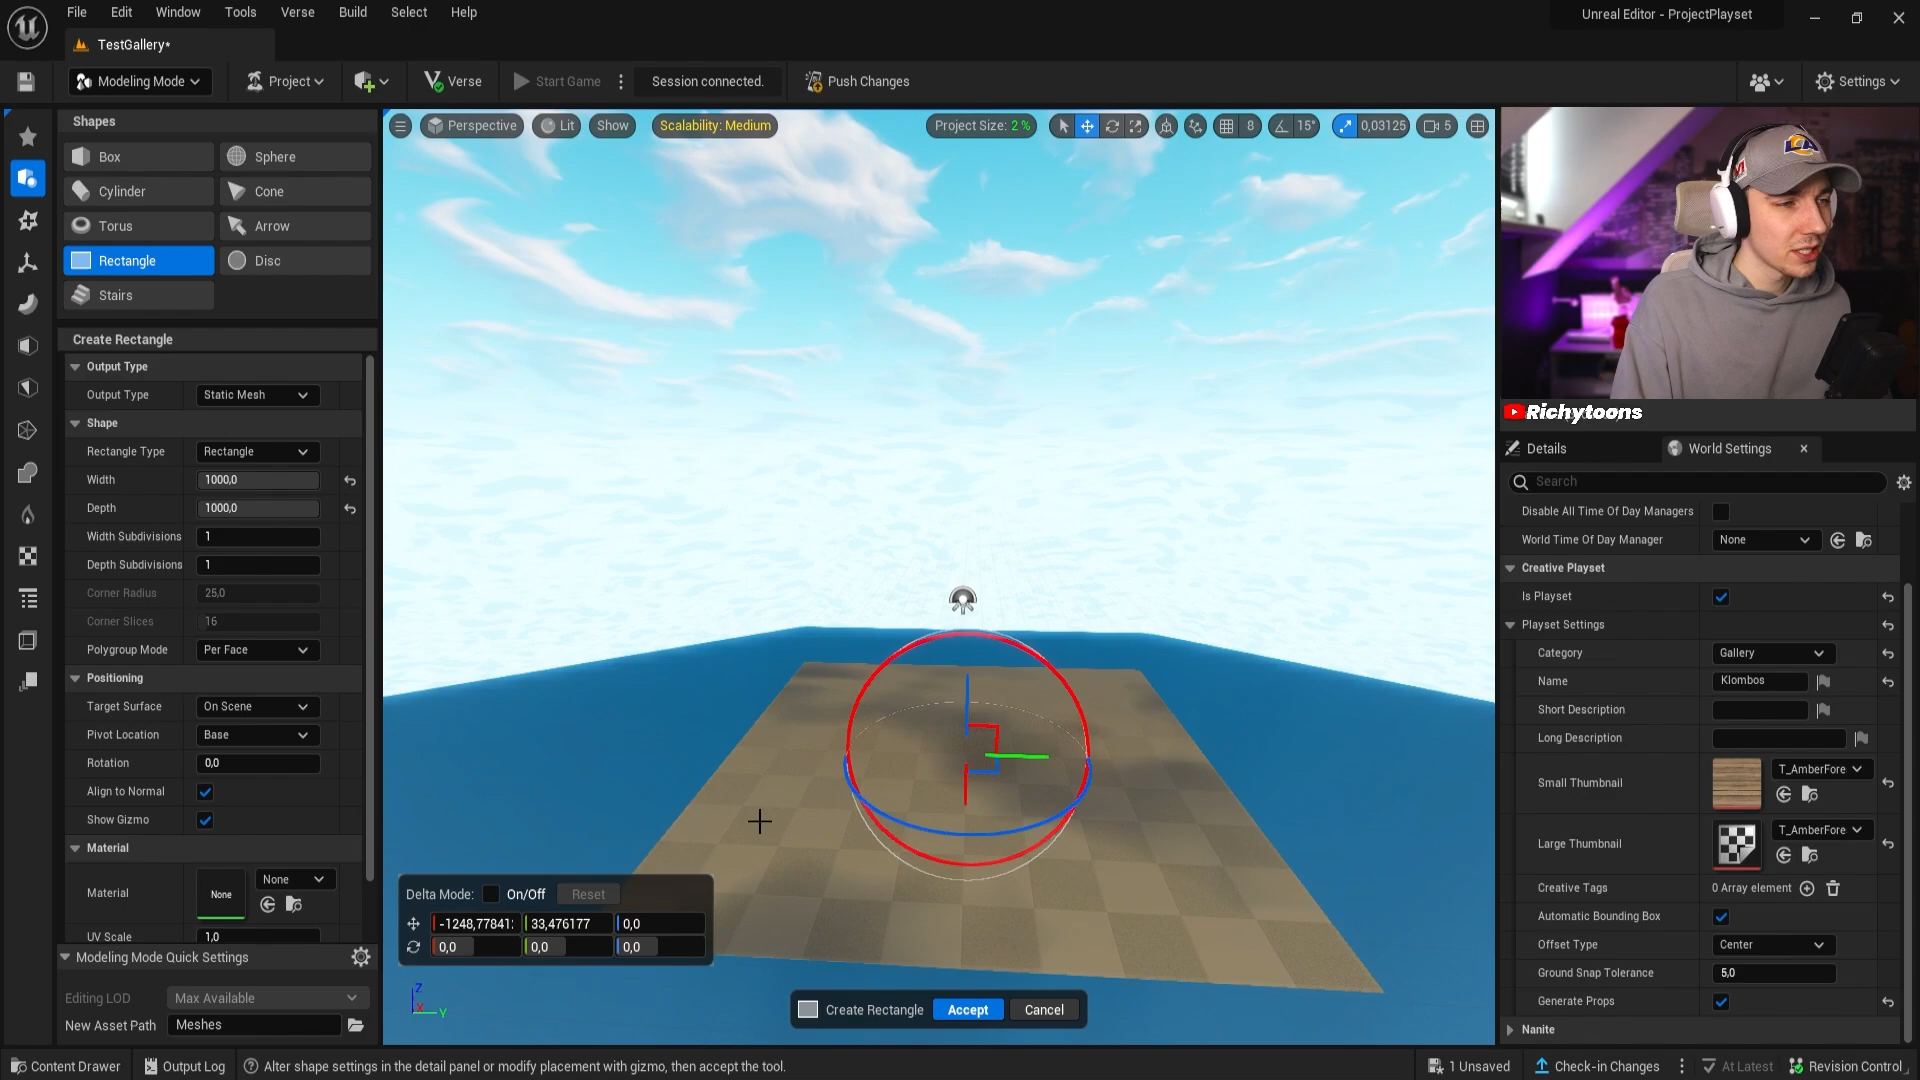 File Edit Window Tools Verse Build Select Help
Unreal Editor - ProjectPlayset
TestGallery*
Modeling Mode
Project
Verse
Start Game
Session connected.
Push Changes
Settings
Shapes
Box
Sphere
Cylinder
Cone
Torus
Arrow
Rectangle
Disc
Stairs
Create Rectangle
Output Type
Output Type Static Mesh
Shape
Rectangle Type Rectangle
Width 1000,0
Depth 1000,0
Width Subdivisions 1
Depth Subdivisions 1
Corner Radius 25,0
Corner Slices 16
Polygroup Mode Per Face
Positioning
Target Surface On Scene
Pivot Location Base
Rotation 0,0
Align to Normal
Show Gizmo
Material
Material None None
UV Scale 1,0
Modeling Mode Quick Settings
Editing LOD Max Available
New Asset Path Meshes
Perspective Lit Show Scalability: Medium
Project Size: 2 % 8 15° 0,03125 5
Delta Mode: On/Off Reset
-1248,77841: 33,476177 0,0
0,0 0,0 0,0
Z
X
Y
Create Rectangle Accept Cancel
Richytoons
Details World Settings
Search
Disable All Time Of Day Managers
World Time Of Day Manager None
Creative Playset
Is Playset
Playset Settings
Category Gallery
Name Klombos
Short Description
Long Description
Small Thumbnail T_AmberFore
Large Thumbnail T_AmberFore
Creative Tags 0 Array element
Automatic Bounding Box
Offset Type Center
Ground Snap Tolerance 5,0
Generate Props
Nanite
Content Drawer Output Log Alter shape settings in the detail panel or modify placement with gizmo, then accept the tool.
1 Unsaved Check-in Changes At Latest Revision Control